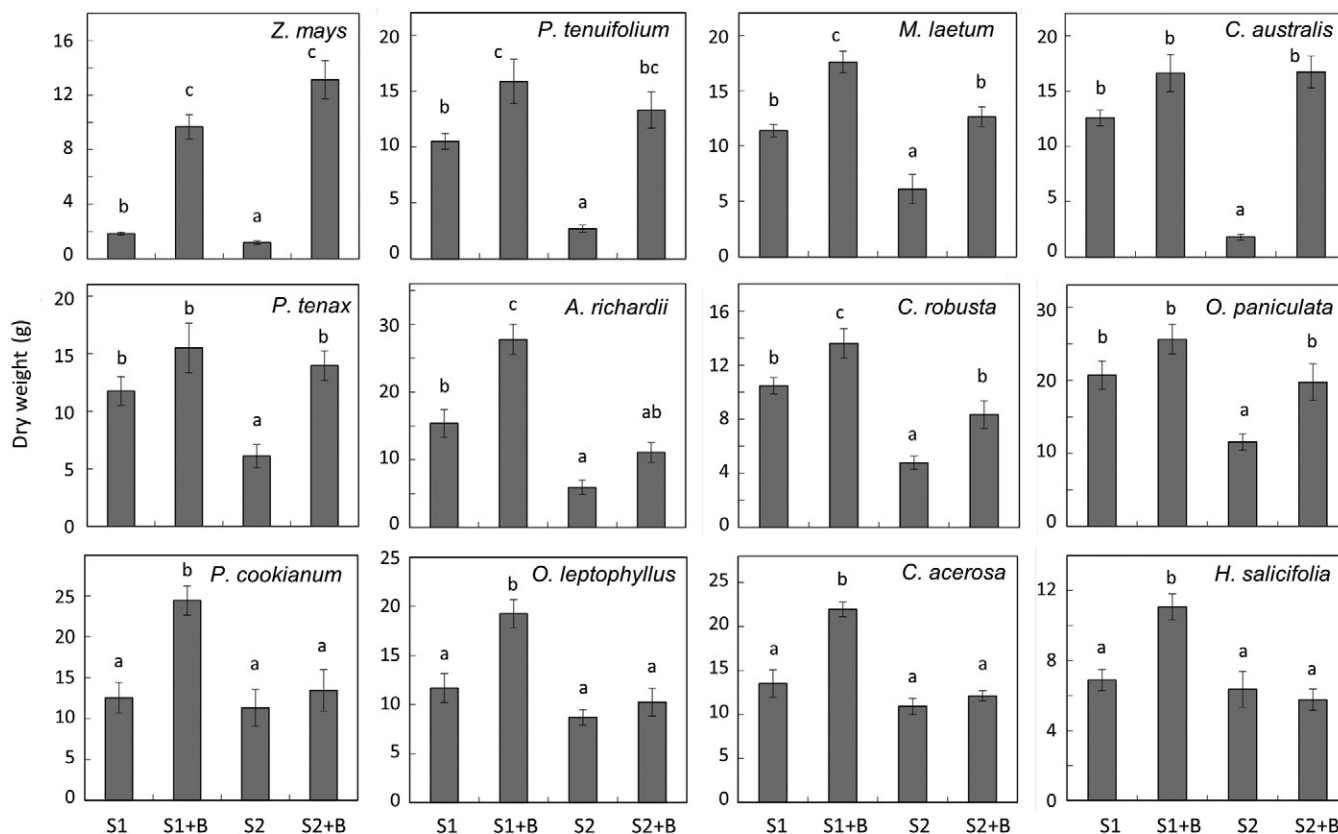 Dry weight (g)
Z. mays
16
12
8
4
0
b
c
a
c
P. tenuifolium
20
15
10
5
0
b
c
a
bc
M. laetum
20
15
10
5
0
b
c
a
b
C. australis
20
15
10
5
0
b
b
a
b
P. tenax
20
15
10
5
0
b
b
a
b
A. richardii
30
20
10
0
b
c
a
ab
C. robusta
16
12
8
4
0
b
c
a
b
O. paniculata
30
20
10
0
b
b
a
b
P. cookianum
25
20
15
10
5
0
a
b
a
a
O. leptophyllus
25
20
15
10
5
0
a
b
a
a
C. acerosa
25
20
15
10
5
0
a
b
a
a
H. salicifolia
12
8
4
0
a
b
a
a
S1 S1+B S2 S2+B
S1 S1+B S2 S2+B
S1 S1+B S2 S2+B
S1 S1+B S2 S2+B